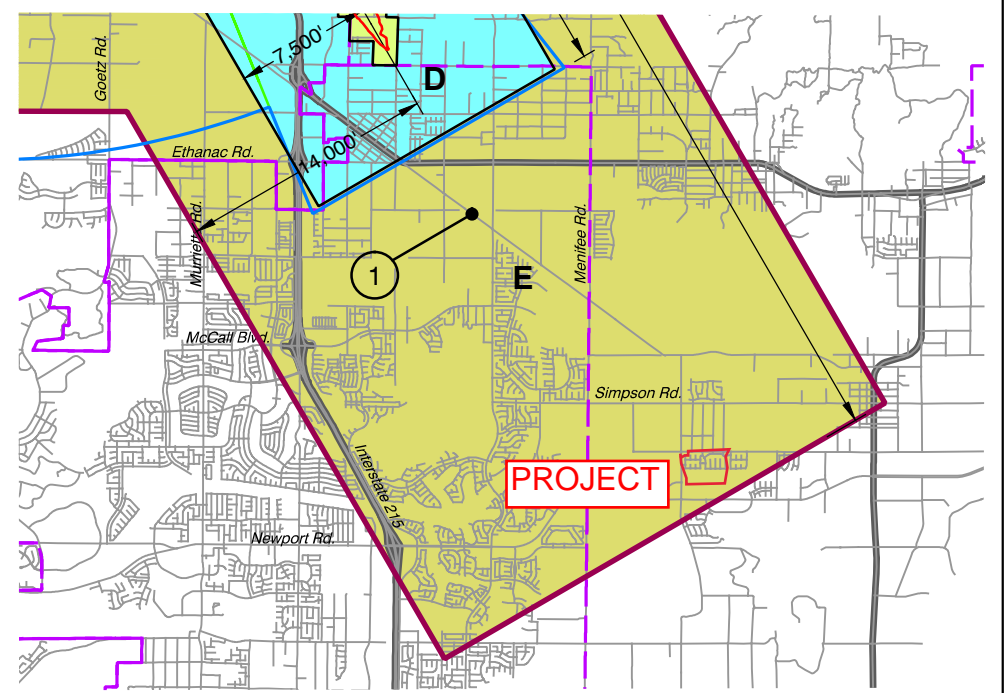 Goetz Rd.
7,500'
D
14,000'
Ethanac Rd.
Murrieta Rd.
Menifee Rd.
1
E
McCall Blvd.
Simpson Rd.
Interstate 215
PROJECT
Newport Rd.